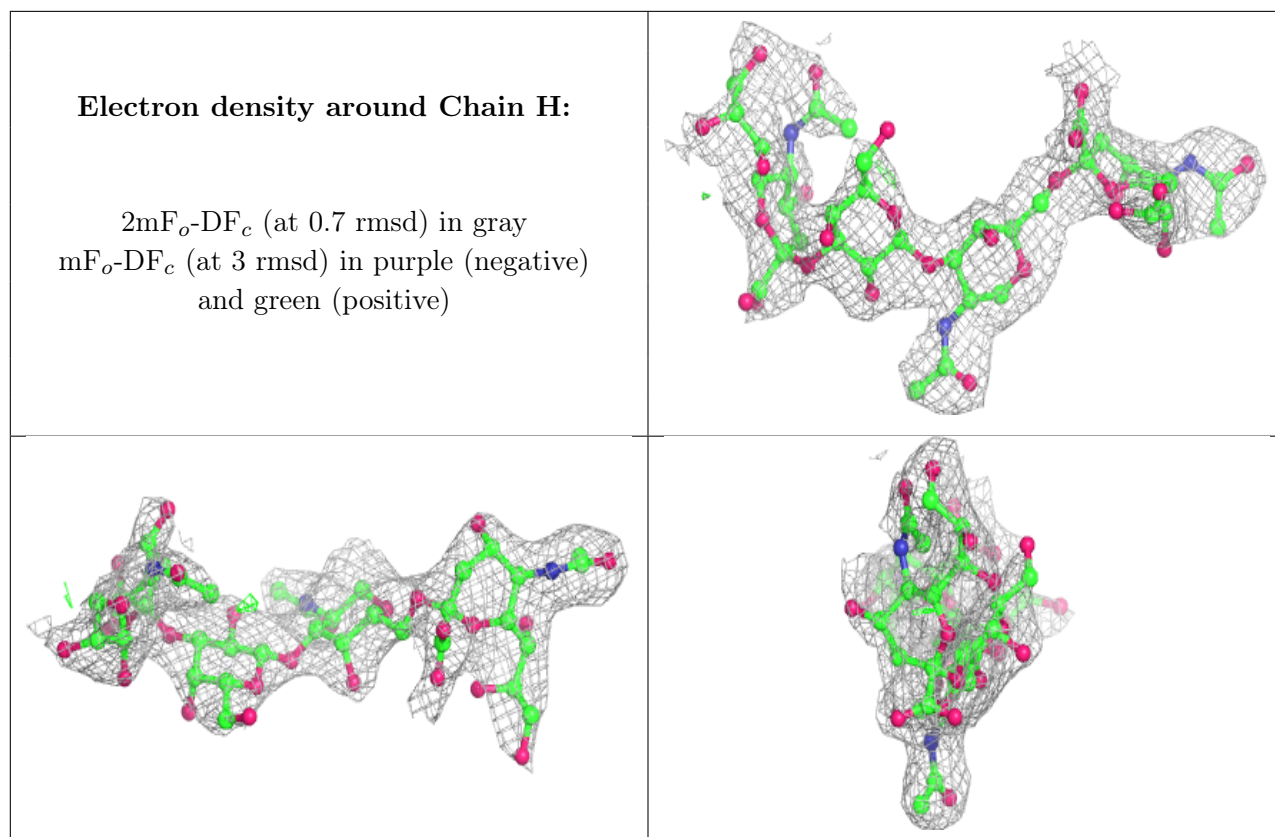 Electron density around Chain H:
2mFo-DFc (at 0.7 rmsd) in gray
mFo-DFc (at 3 rmsd) in purple (negative)
and green (positive)